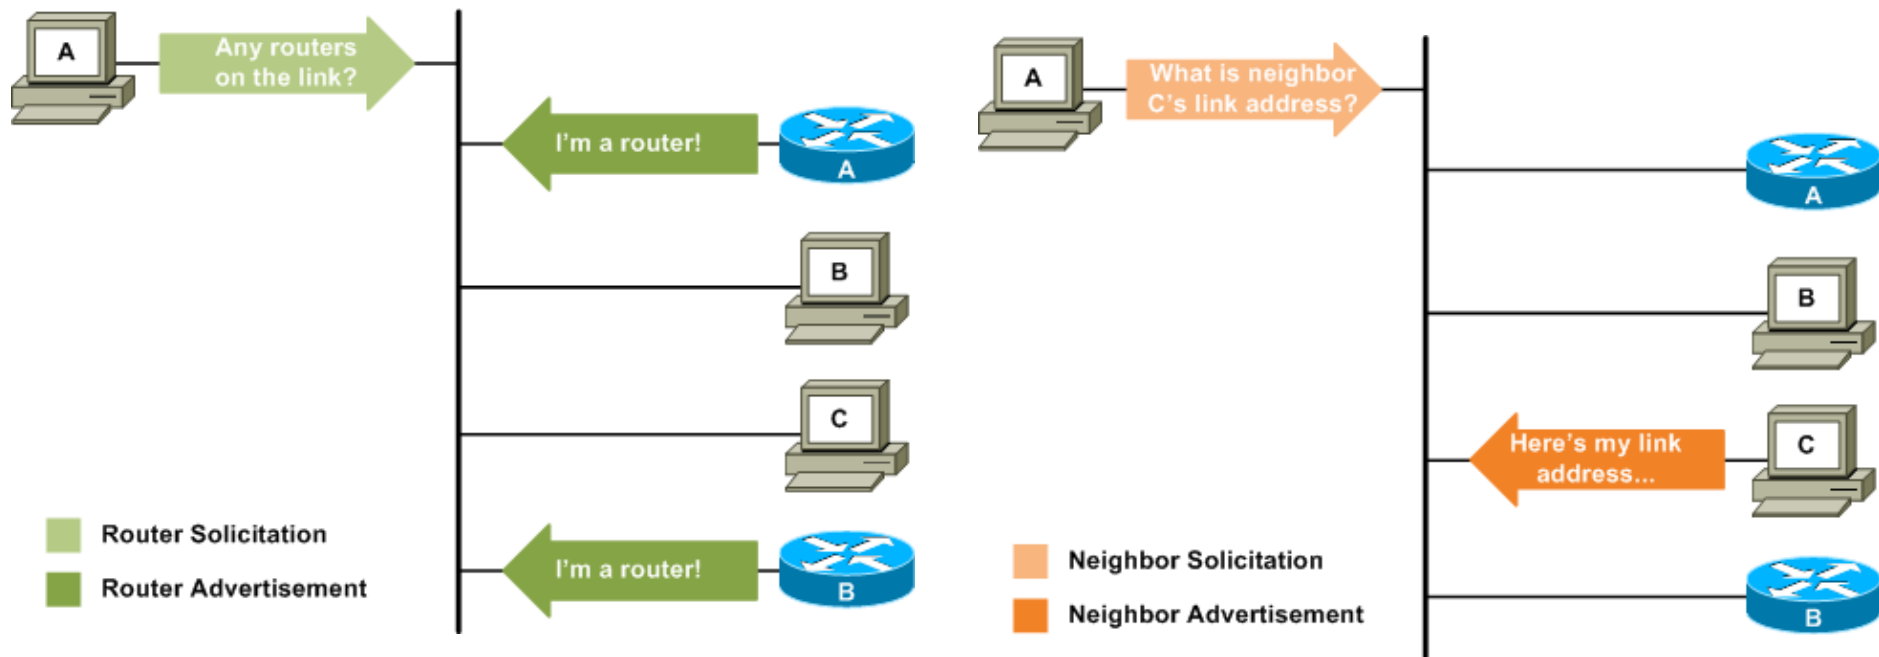 A
Any routers
on the link?
I'm a router!
A
B
C
I'm a router!
B
Router Solicitation
Router Advertisement
A
What is neighbor
C's link address?
A
B
Here's my link
address...
C
B
Neighbor Solicitation
Neighbor Advertisement